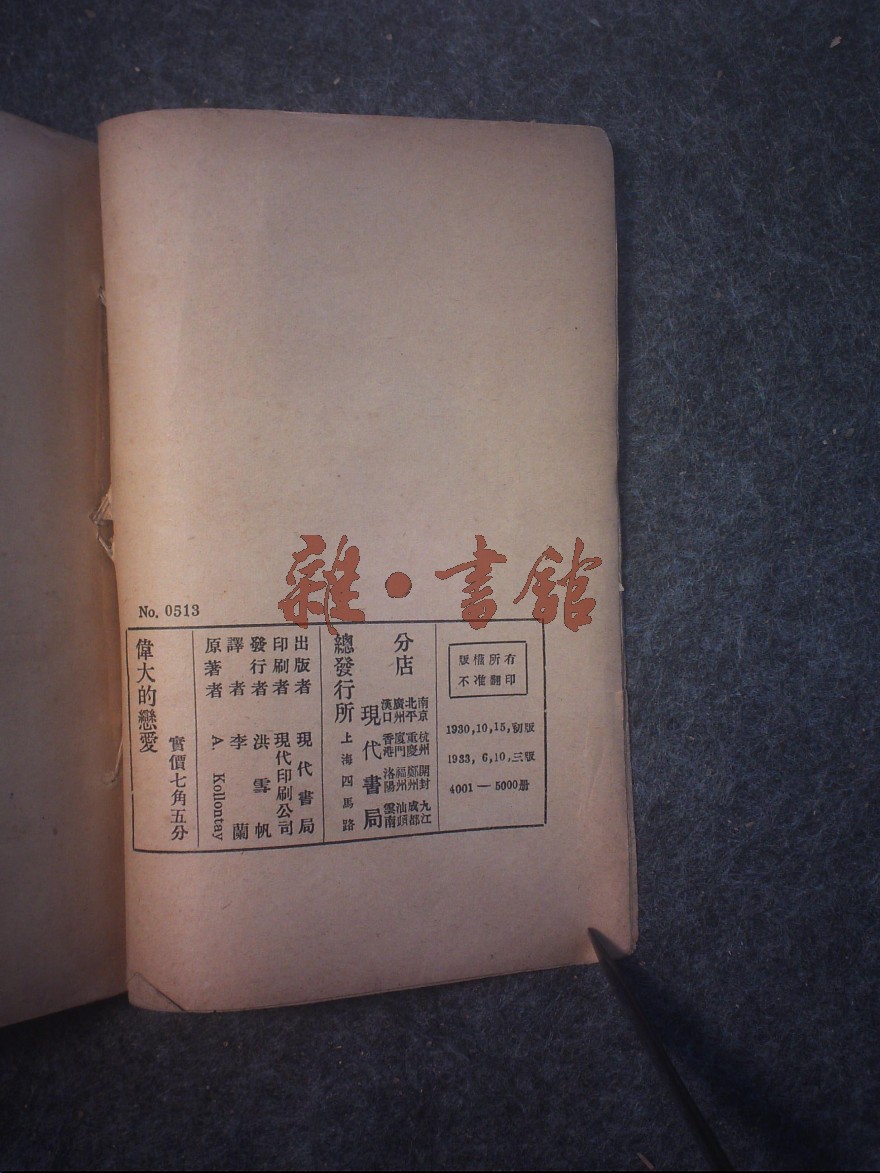 雜·書舘
No. 0513
版權所有
不准翻印
1930,10,15,初版
1933, 6,10,三版
4001—5000册
分店
南京 杭州 開封 九江
北平 重慶 鄭州 成都
廣州 廈門 福州 汕頭
漢口 香港 洛陽 雲南
總發行所 現代書局
上海四馬路
出版者 現代書局
印刷者 現代印刷公司
發行者 洪雪帆
譯者 李蘭
原著者 A. Kollontay
實價七角五分
偉大的戀愛